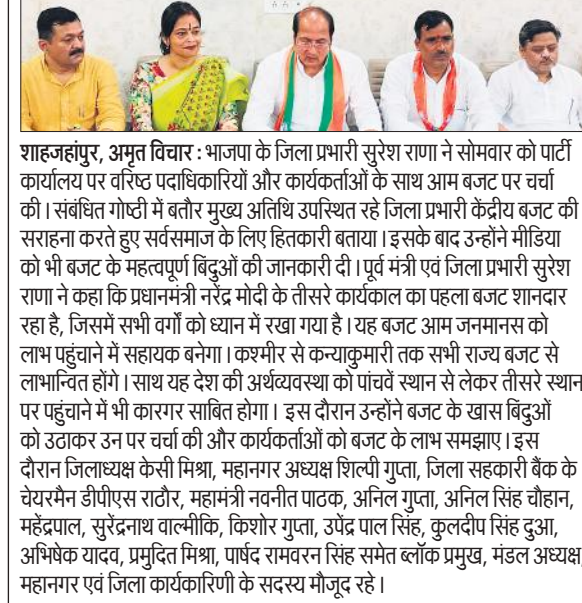 शाहजहांपुर, अमृत विचार : भाजपा के जिला प्रभारी सुरेश राणा ने सोमवार को पार्टी
कार्यालय पर वरिष्ठ पदाधिकारियों और कार्यकर्ताओं के साथ आम बजट पर चर्चा
की। संबंधित गोष्ठी में बतौर मुख्य अतिथि उपस्थित रहे जिला प्रभारी केंद्रीय बजट की
सराहना करते हुए सर्वसमाज के लिए हितकारी बताया। इसके बाद उन्होंने मीडिया
को भी बजट के महत्वपूर्ण बिंदुओं की जानकारी दी। पूर्व मंत्री एवं जिला प्रभारी सुरेश
राणा ने कहा कि प्रधानमंत्री नरेंद्र मोदी के तीसरे कार्यकाल का पहला बजट शानदार
रहा है, जिसमें सभी वर्गों को ध्यान में रखा गया है। यह बजट आम जनमानस को
लाभ पहुंचाने में सहायक बनेगा। कश्मीर से कन्याकुमारी तक सभी राज्य बजट से
लाभान्वित होंगे। साथ यह देश की अर्थव्यवस्था को पांचवें स्थान से लेकर तीसरे स्थान
पर पहुंचाने में भी कारगर साबित होगा। इस दौरान उन्होंने बजट के खास बिंदुओं
को उठाकर उन पर चर्चा की और कार्यकर्ताओं को बजट के लाभ समझाए। इस
दौरान जिलाध्यक्ष केसी मिश्रा, महानगर अध्यक्ष शिल्पी गुप्ता, जिला सहकारी बैंक के
चेयरमैन डीपीएस राठौर, महामंत्री नवनीत पाठक, अनिल गुप्ता, अनिल सिंह चौहान,
महेंद्रपाल, सुरेंद्रनाथ वाल्मीकि, किशोर गुप्ता, उपेंद्र पाल सिंह, कुलदीप सिंह दुआ,
अभिषेक यादव, प्रमुदित मिश्रा, पार्षद रामवरन सिंह समेत ब्लॉक प्रमुख, मंडल अध्यक्ष,
महानगर एवं जिला कार्यकारिणी के सदस्य मौजूद रहे।